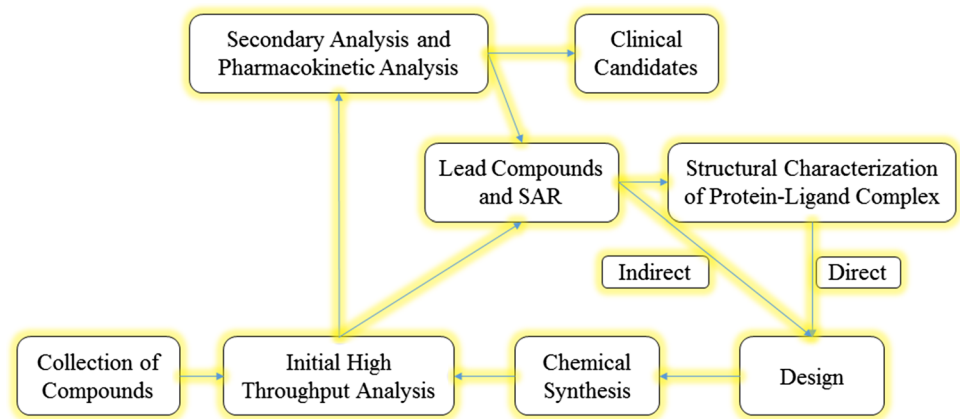 Secondary Analysis and
Pharmacokinetic Analysis
Clinical
Candidates
Lead Compounds
and SAR
Structural Characterization
of Protein-Ligand Complex
Indirect
Direct
Collection of
Compounds
Initial High
Throughput Analysis
Chemical
Synthesis
Design